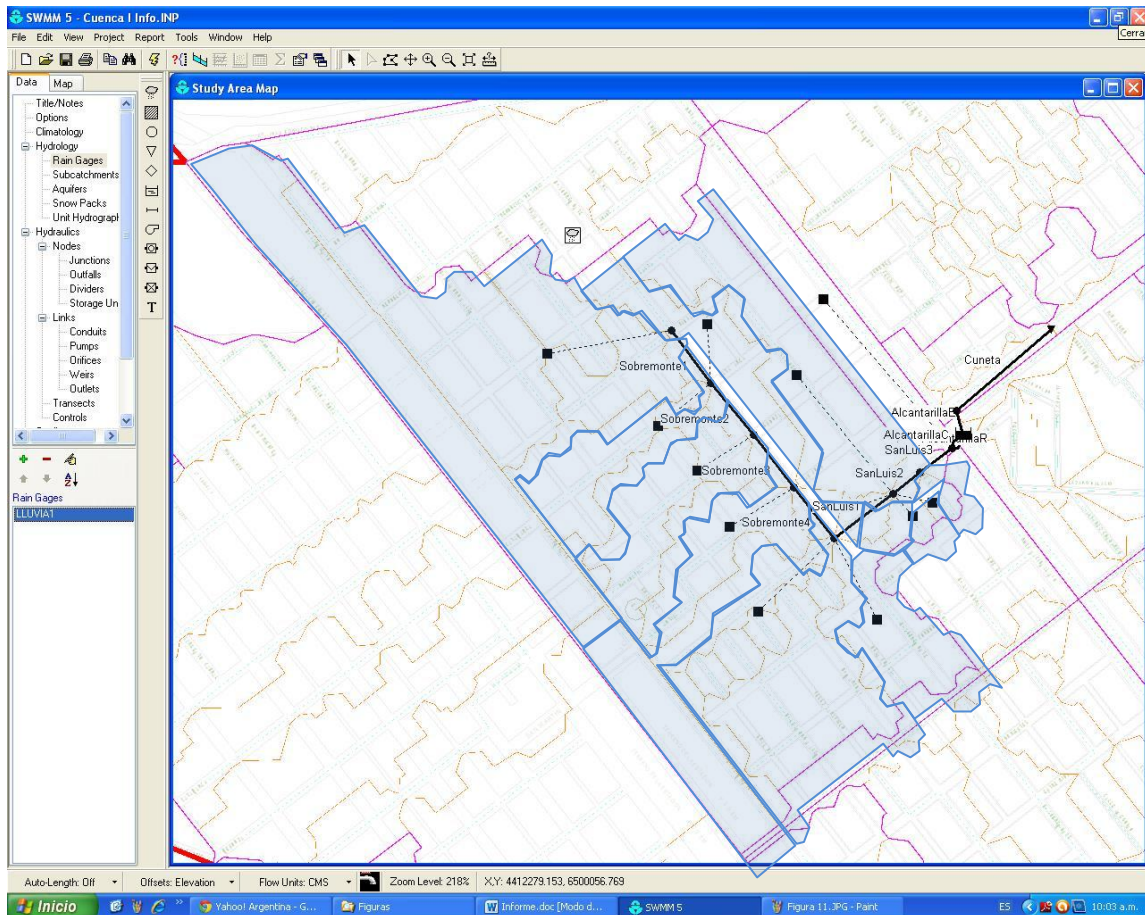 SWMM 5 - Cuenca I Info.INP
Cerra
File Edit View Project Report Tools Window Help
Data Map
Study Area Map
Title/Notes
Options
Climatology
Hydrology
Rain Gages
Subcatchments
Aquifers
Snow Packs
Unit Hydrograph
Hydraulics
Nodes
Junctions
Outfalls
Dividers
Storage Un
Links
Conduits
Pumps
Orifices
Weirs
Outlets
Transects
Controls
T
Rain Gages
LLUVIA1
Cuneta
Sobremonte1
AlcantarillaE
Sobremonte2
AlcantarillaC
SanLuis3
Sobremonte3
SanLuis2
SanLuis1
Sobremonte4
Auto-Length: Off Offsets: Elevation Flow Units: CMS Zoom Level: 218% X,Y: 4412279.153, 6500056.769
Inicio Yahoo! Argentina - G... Figuras Informe.doc [Modo d... SWMM 5 Figura 11.JPG - Paint ES 10:03 a.m.